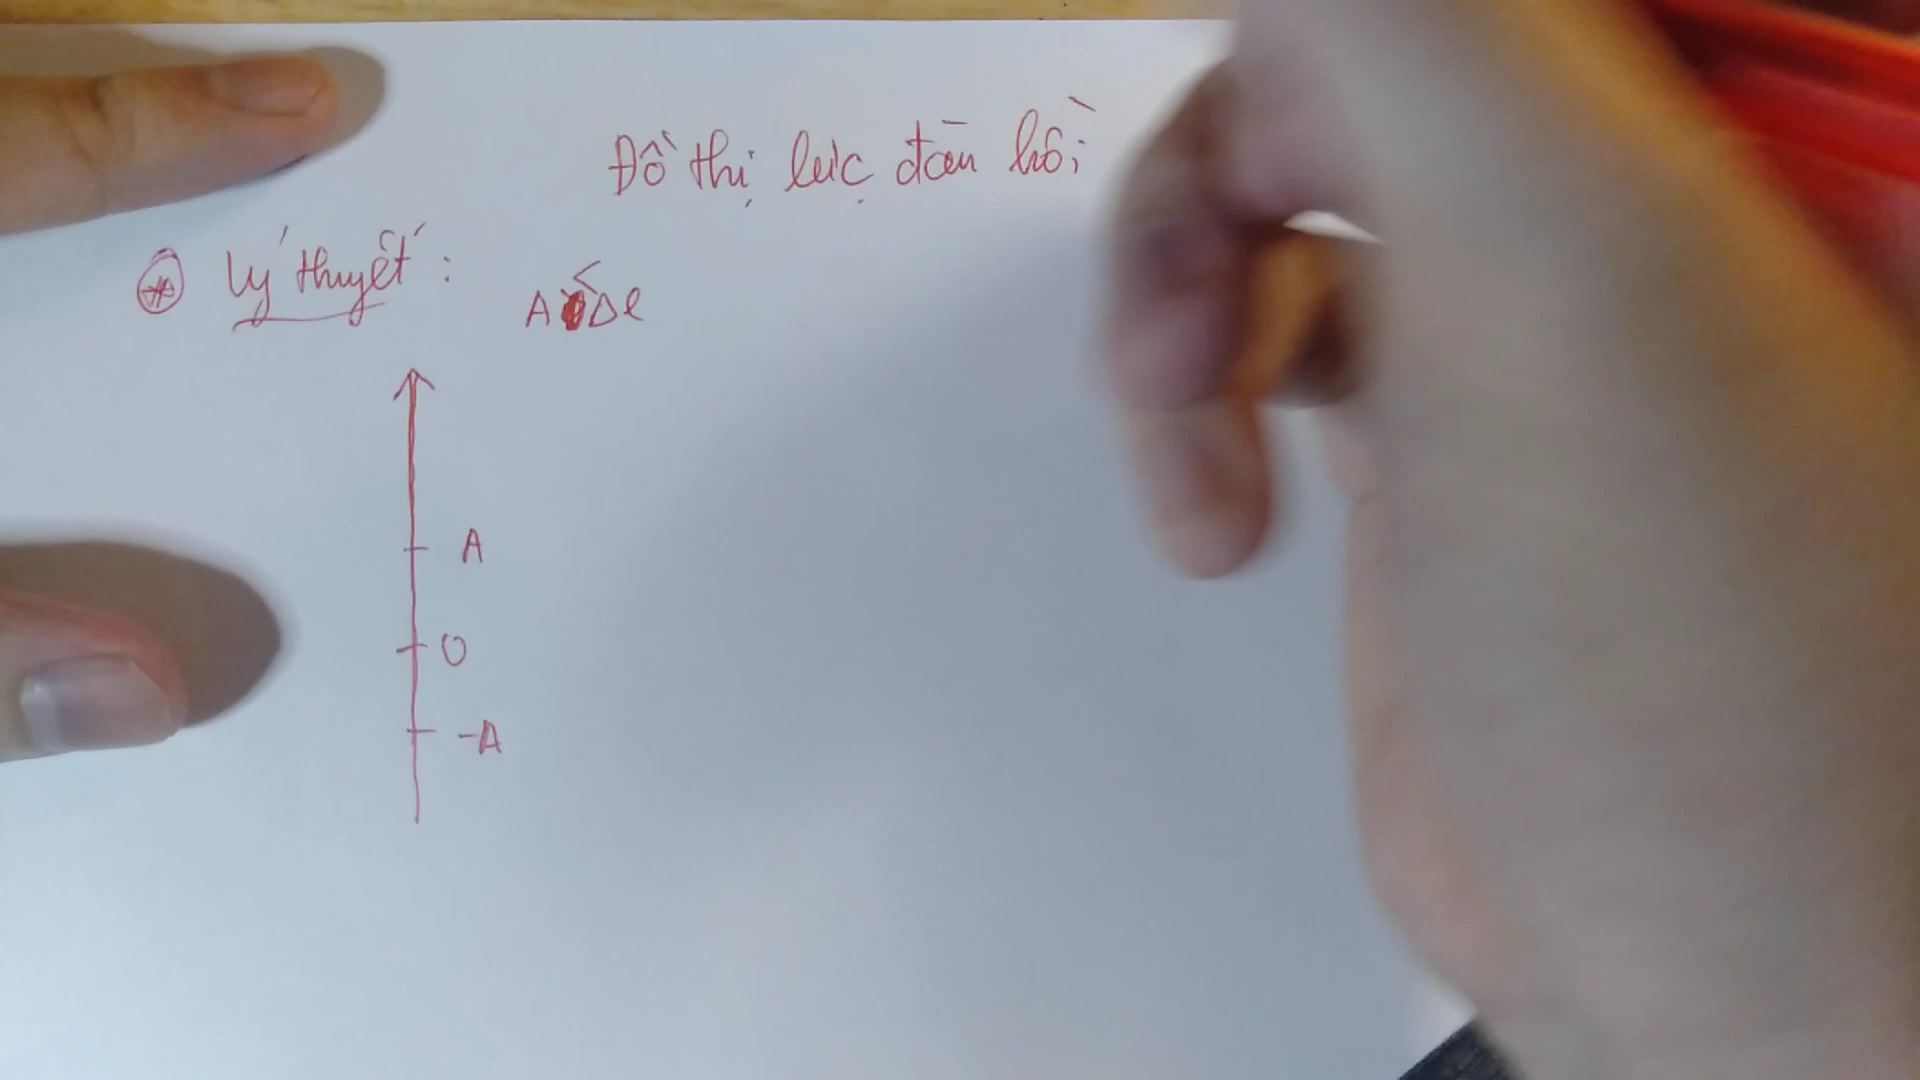 Đồ thị lực đàn hồi
Lý thuyết :
A < Δl
A
O
-A